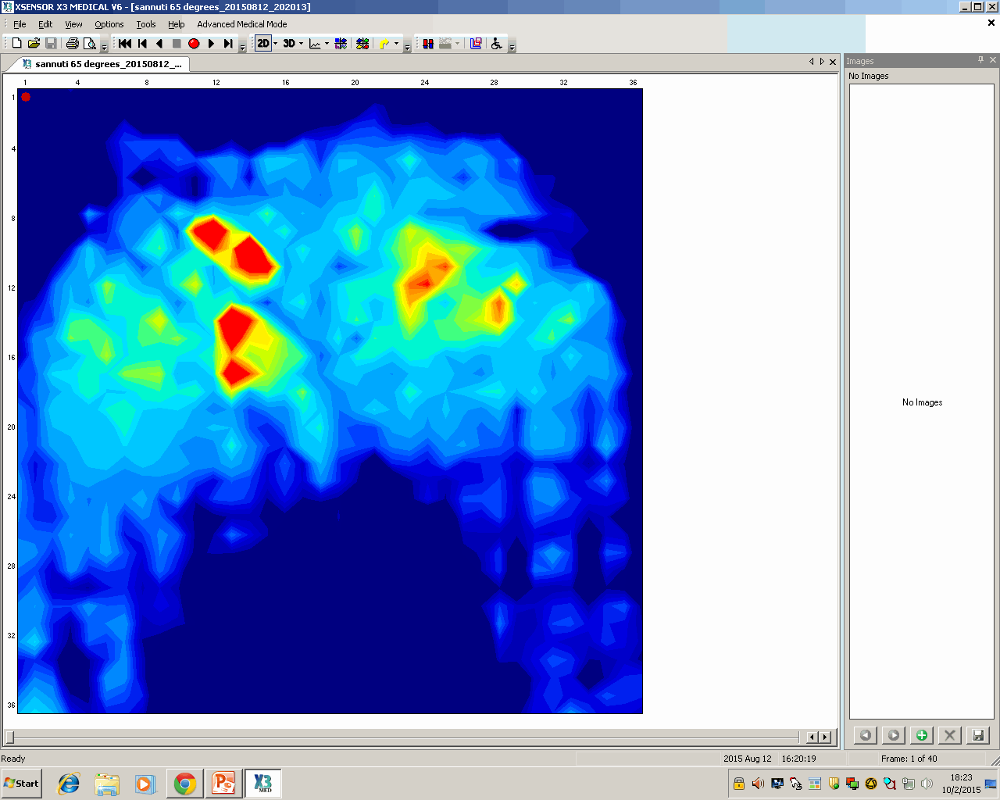 XSENSOR X3 MEDICAL V6 - [sannuti 65 degrees_20150812_202013]
File Edit View Options Tools Help Advanced Medical Mode
2D 3D
X3 sannuti 65 degrees_20150812_...
Images
No Images
1 4 8 12 16 20 24 28 32 36
1
4
8
12
16
20
24
28
32
36
No Images
Ready
2015 Aug 12 16:20:19 Frame: 1 of 40
Start
X3 MED
18:23
10/2/2015